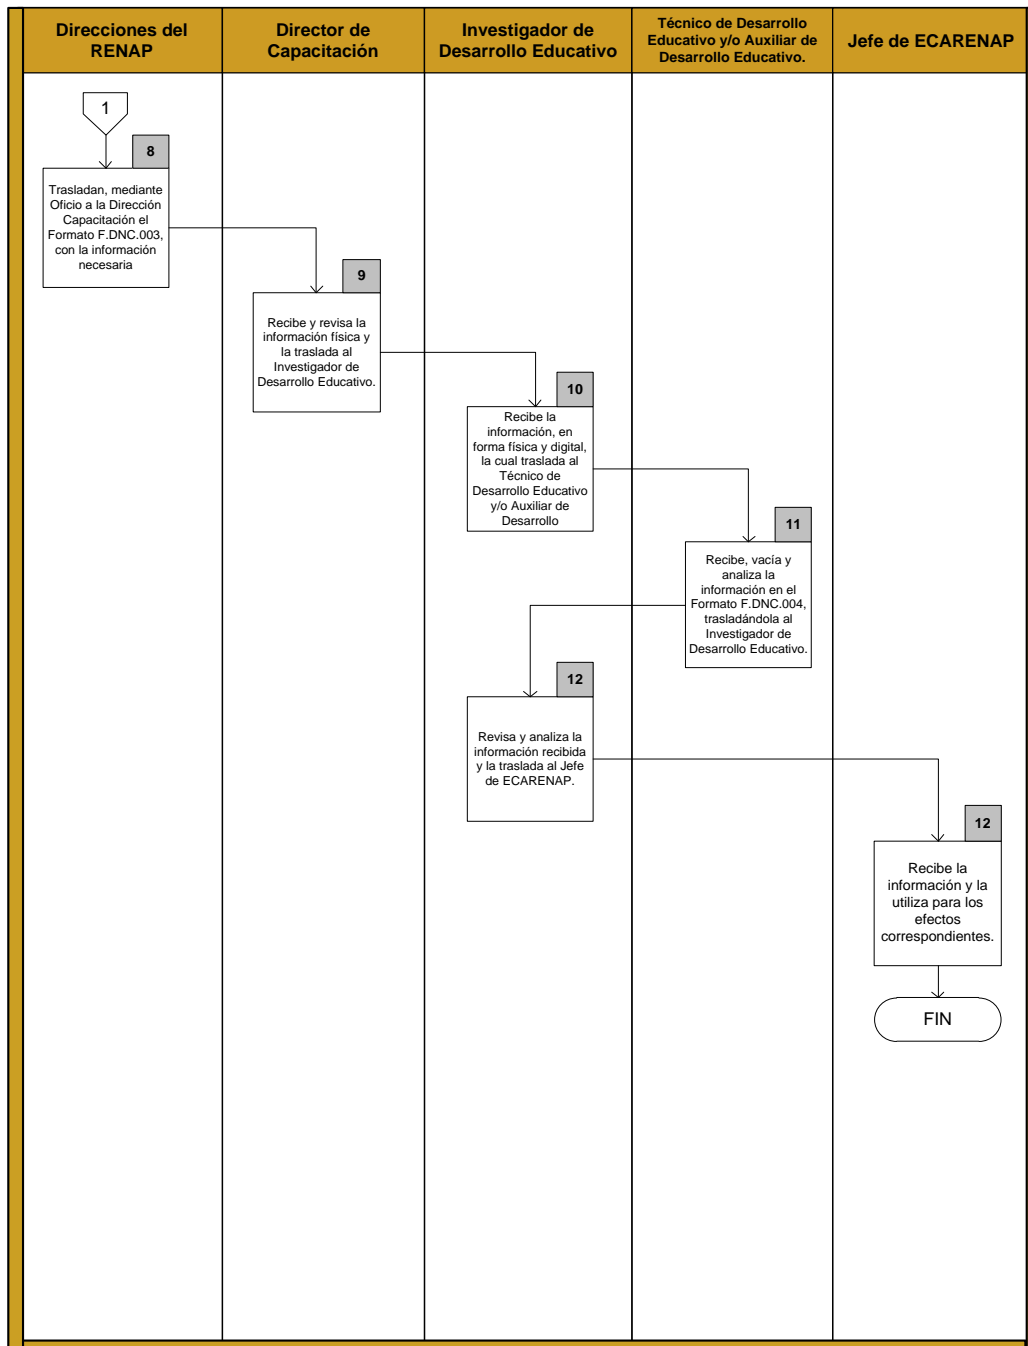 Direcciones del
RENAP
Director de
Capacitación
Investigador de
Desarrollo Educativo
Técnico de Desarrollo
Educativo y/o Auxiliar de
Desarrollo Educativo.
Jefe de ECARENAP
1
8
Trasladan, mediante
Oficio a la Dirección
Capacitación el
Formato F.DNC.003,
con la información
necesaria
9
Recibe y revisa la
información física y
la traslada al
Investigador de
Desarrollo Educativo.
10
Recibe la
información, en
forma física y digital,
la cual traslada al
Técnico de
Desarrollo Educativo
y/o Auxiliar de
Desarrollo
11
Recibe, vacía y
analiza la
información en el
Formato F.DNC.004,
trasladándola al
Investigador de
Desarrollo Educativo.
12
Revisa y analiza la
información recibida
y la traslada al Jefe
de ECARENAP.
12
Recibe la
información y la
utiliza para los
efectos
correspondientes.
FIN